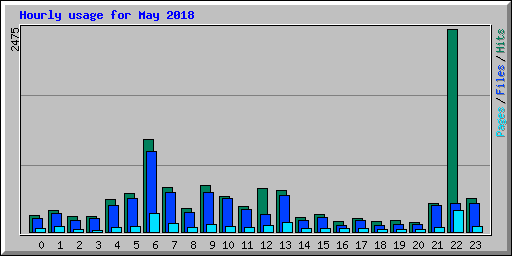 Hourly usage for May 2018
2475
Pages / Files / Hits
0 1 2 3 4 5 6 7 8 9 10 11 12 13 14 15 16 17 18 19 20 21 22 23